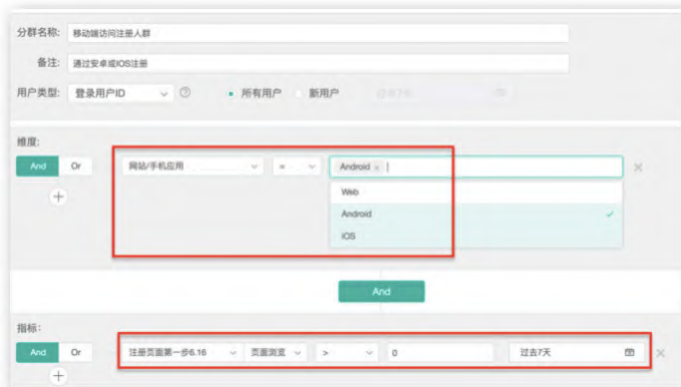 分群名称: 移动端访问注册人群
备注: 通过安卓或IOS注册
用户类型: 登录用户ID 所有用户 新用户
维度:
And Or 网站/手机应用 = Android ×
Web
Android
iOS
And
指标:
And Or 注册页面第一步6.16 页面浏览 > 0 过去7天